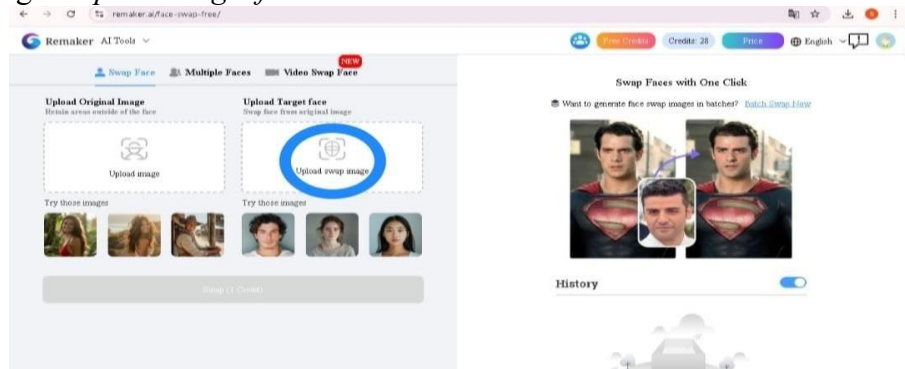 remaker.ai/face-swap-free/
Remaker AI Tools
Free Credits
Credits: 28
Price
English
Swap Face
Multiple Faces
Video Swap Face
NEW
Upload Original Image
Retain areas outside of the face
Upload image
Try those images
Upload Target face
Swap face from original image
Upload swap image
Try those images
Swap (1 Credit)
Swap Faces with One Click
Want to generate face swap images in batches? Batch Swap Now
History